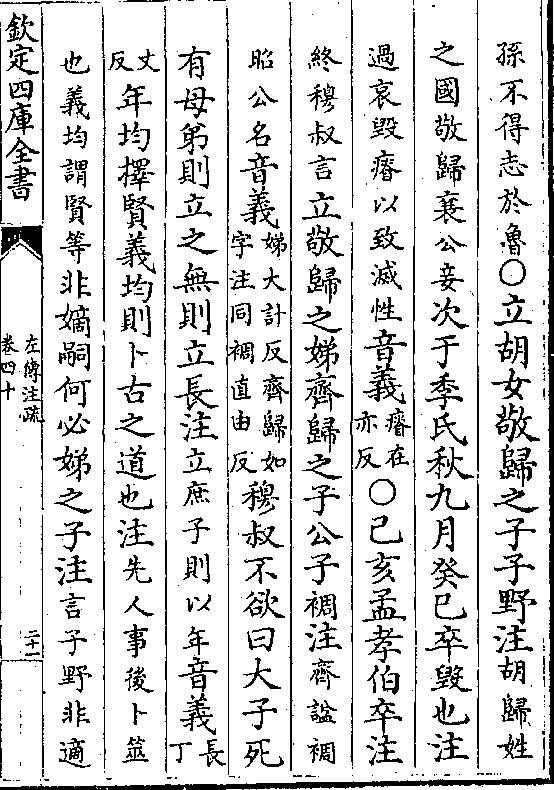 孫不得志於魯○立胡女敬歸之子子野注胡歸姓
之國敬歸襄公妾次于季氏秋九月癸巳卒毀也注
過哀毀瘠以致滅性音義瘠在亦反○己亥孟孝伯卒注
終穆叔言立敬歸之娣齊歸之子公子裯注齊諡裯
昭公名音義娣大計反齊歸如字注同裯直由反穆叔不欲曰大子死
有母弟則立之無則立長注立庶子則以年音義長丁
丈反年均擇賢義均則卜古之道也注先人事後卜筮
也義均謂賢等非嫡嗣何必娣之子注言子野非適
欽定四庫全書
左傳注疏
卷四十
二十一